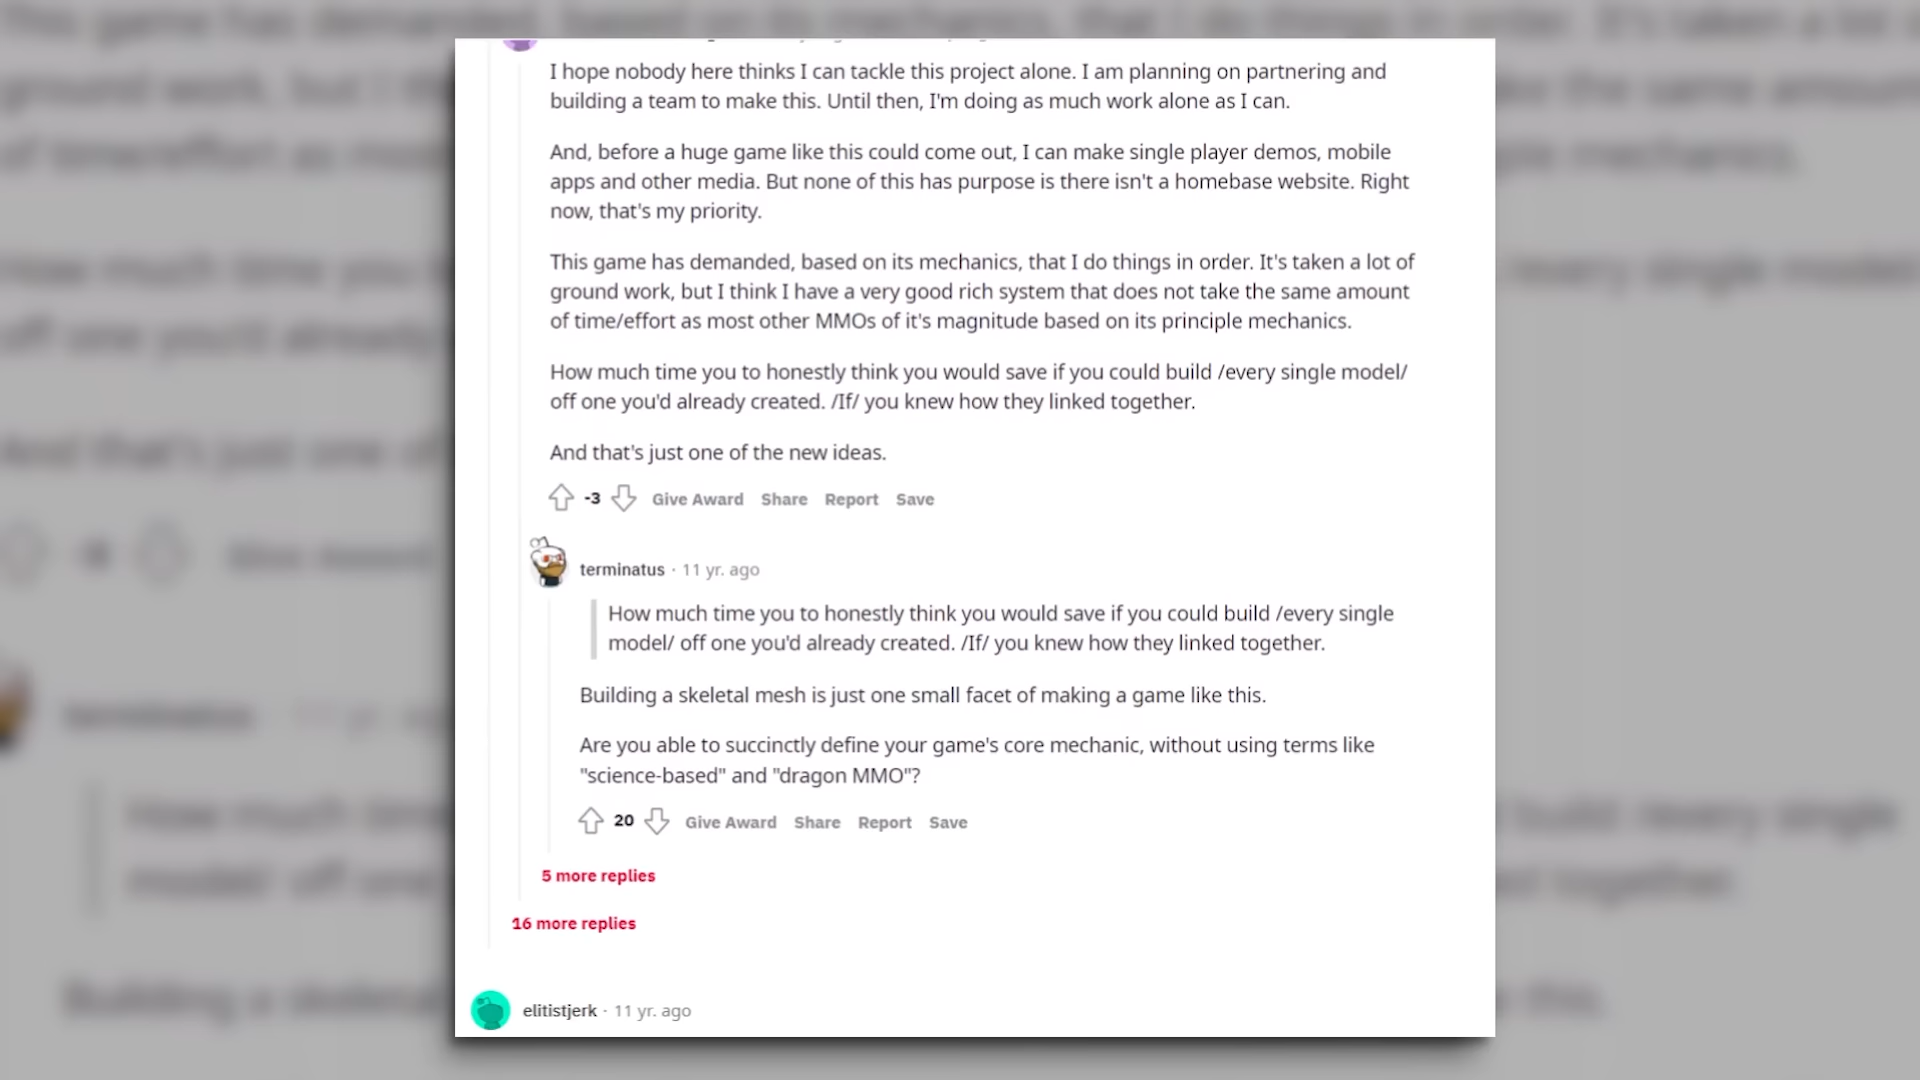 I hope nobody here thinks I can tackle this project alone. I am planning on partnering and
building a team to make this. Until then, I'm doing as much work alone as I can.
And, before a huge game like this could come out, I can make single player demos, mobile
apps and other media. But none of this has purpose is there isn't a homebase website. Right
now, that's my priority.
This game has demanded, based on its mechanics, that I do things in order. It's taken a lot of
ground work, but I think I have a very good rich system that does not take the same amount
of time/effort as most other MMOs of it's magnitude based on its principle mechanics.
How much time you to honestly think you would save if you could build /every single model/
off one you'd already created. /If/ you knew how they linked together.
And that's just one of the new ideas.
-3 Give Award Share Report Save
terminatus · 11 yr. ago
How much time you to honestly think you would save if you could build /every single
model/ off one you'd already created. /If/ you knew how they linked together.
Building a skeletal mesh is just one small facet of making a game like this.
Are you able to succinctly define your game's core mechanic, without using terms like
"science-based" and "dragon MMO"?
20 Give Award Share Report Save
5 more replies
16 more replies
elitistjerk · 11 yr. ago